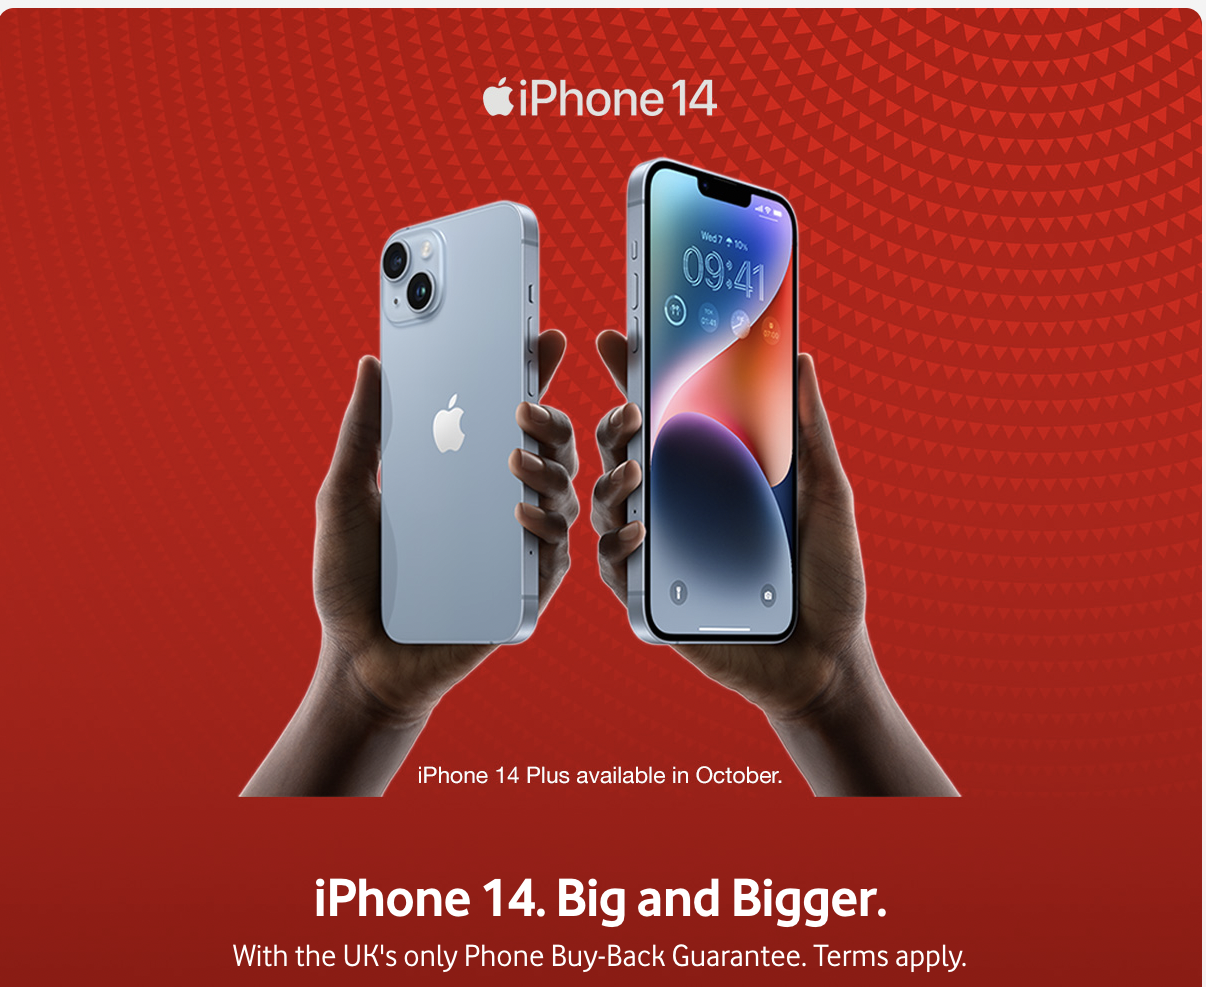 iPhone 14
Wed 7 10%
09:41
iPhone 14 Plus available in October.
iPhone 14. Big and Bigger.
With the UK's only Phone Buy-Back Guarantee. Terms apply.